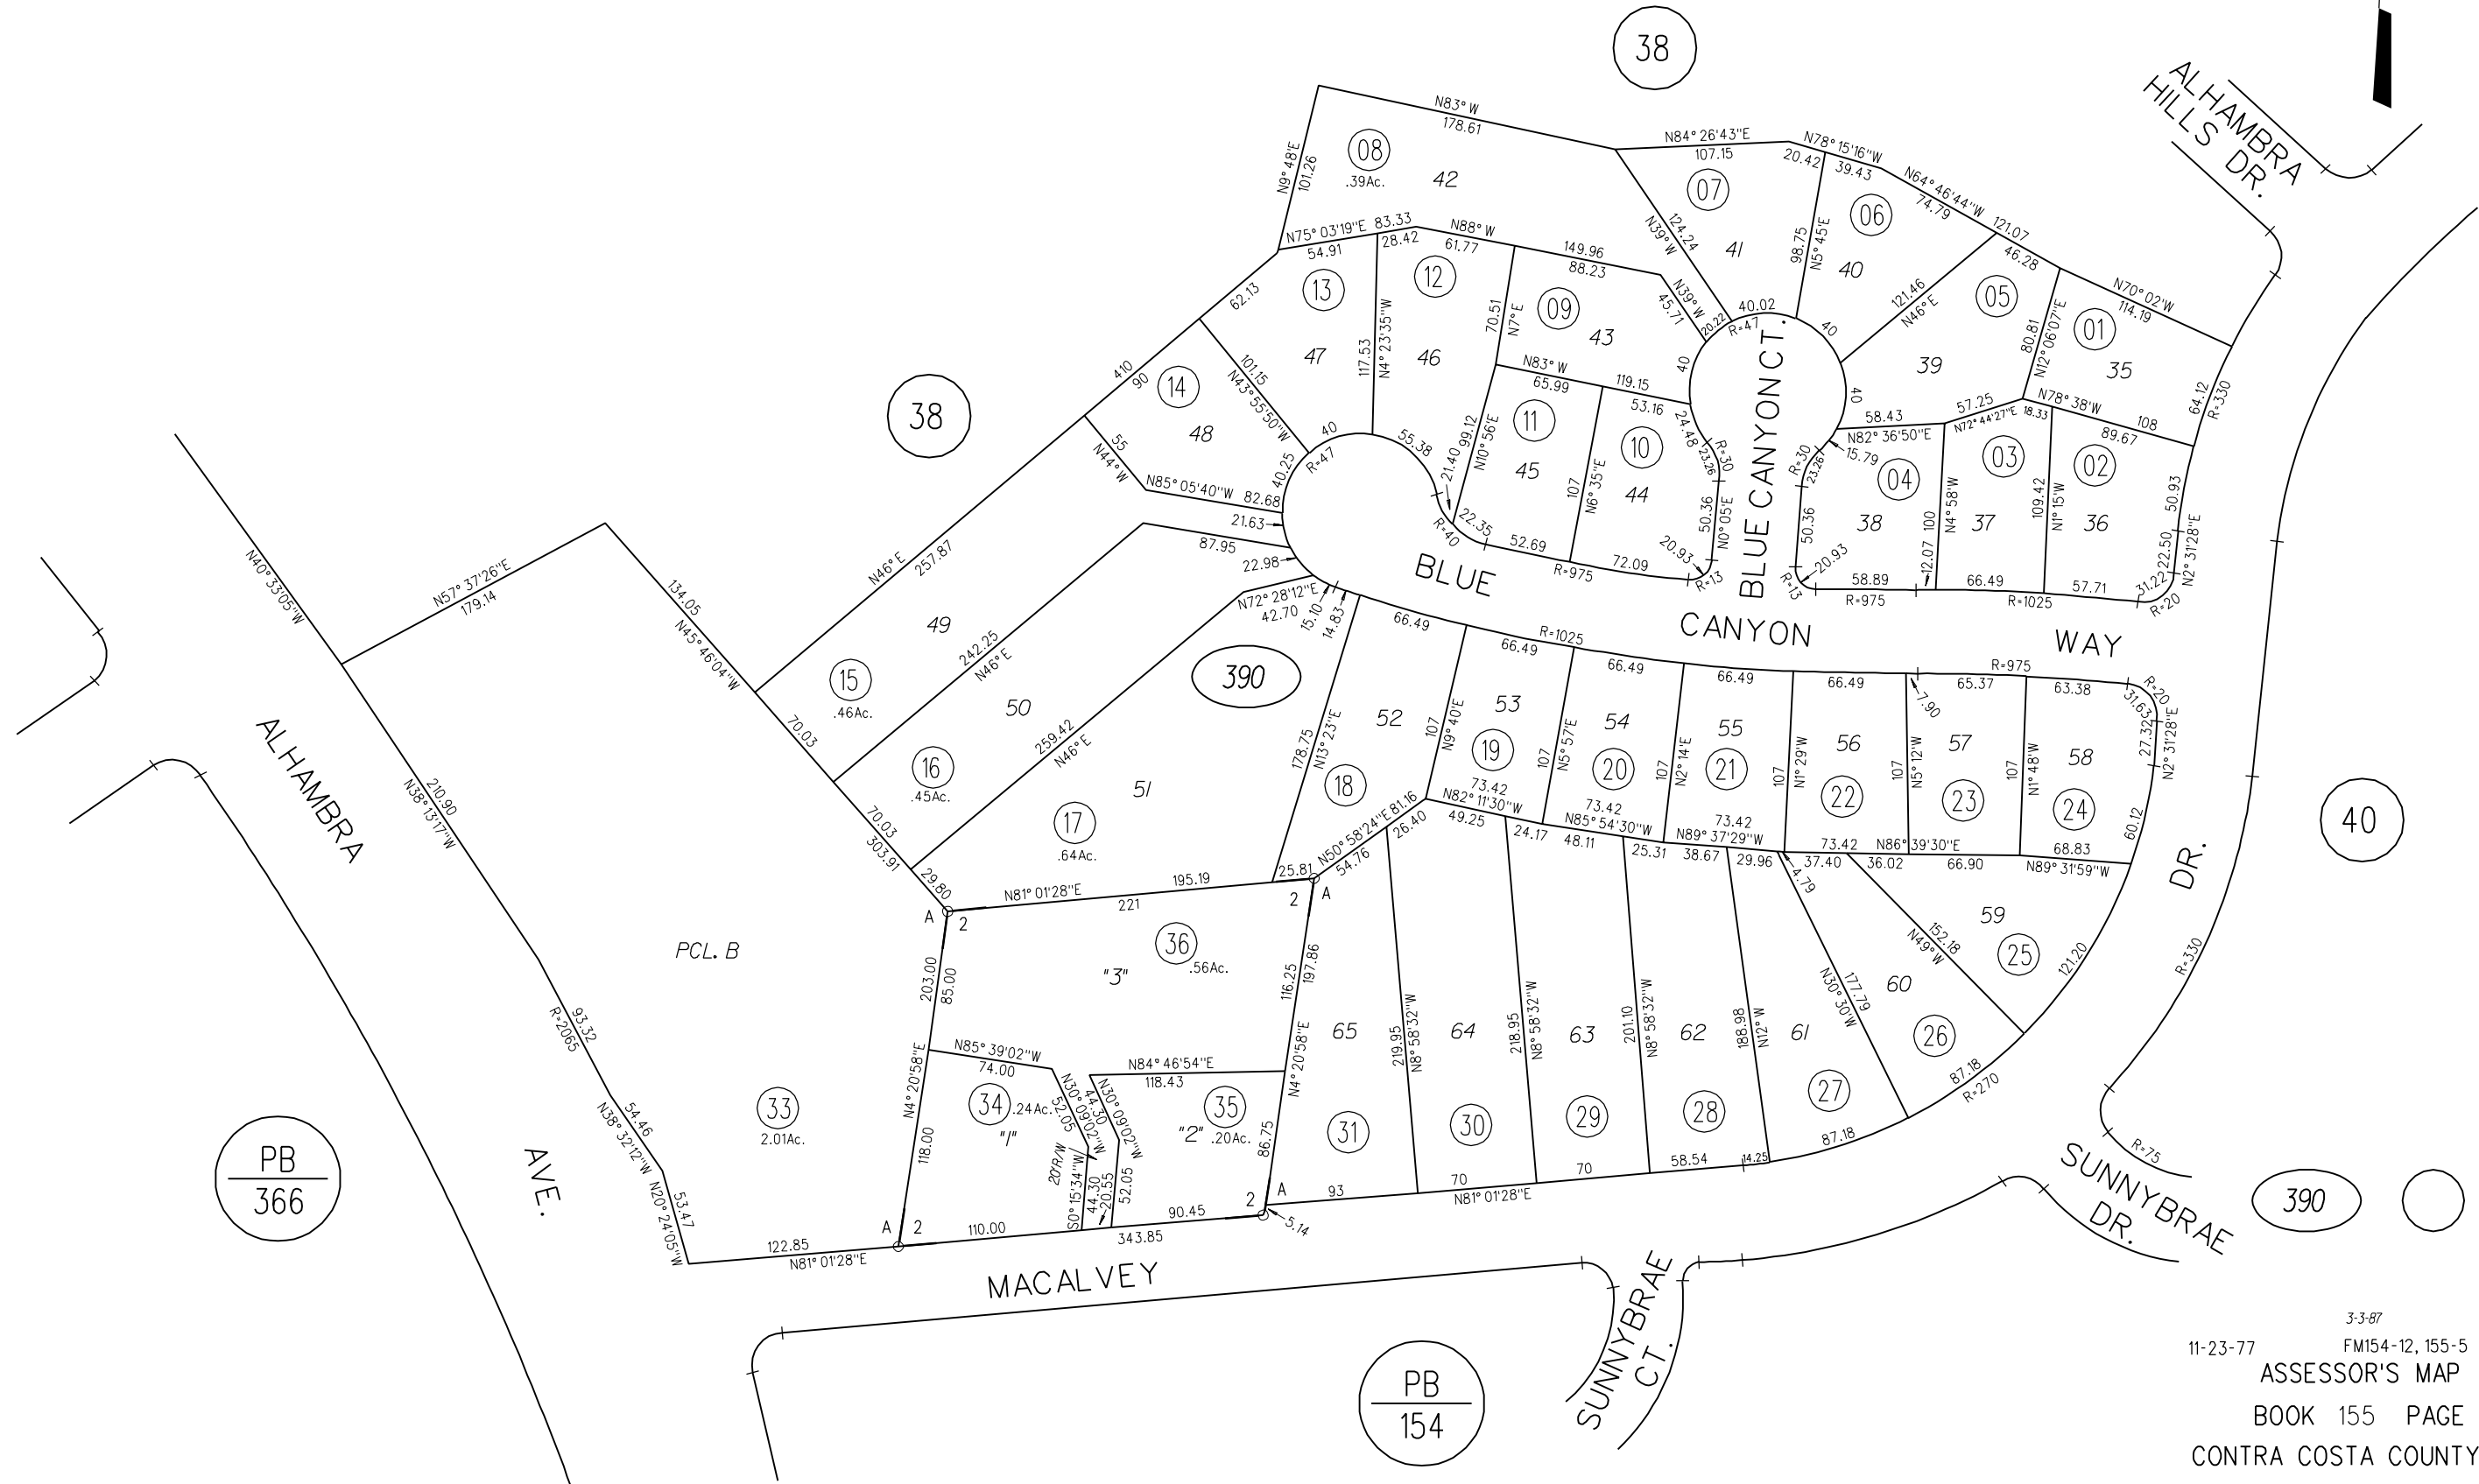 38
ALHAMBRA
HILLS DR.
N83° W
178.61
N9° 48'E
101.26
08
.39Ac.
42
N84° 26'43"E
107.15
N78° 15'16"W
20.42
39.43
N64° 46'44"W
74.79
121.07
46.28
N70° 02'W
114.19
07
41
124.24
N39° W
98.75
N5° 45'E
06
40
121.46
N46° E
05
39
80.81
N12° 06'07"E
01
35
64.12
R=330
N75° 03'19"E 83.33
54.91
28.42
N88° W
61.77
149.96
88.23
N39° W
45.71
20.22
40.02
R=47
40
40
40
13
47
12
46
117.53
N4° 23'35"W
70.51
N7° E
09
43
N83° W
65.99
119.15
53.16
62.13
410
90
14
48
101.15
N43° 55'50"W
55
N44° W
N85° 05'40"W 82.68
40.25
R=47
40
55.38
21.40
99.12
N10° 56'E
11
45
107
N6° 35'E
10
44
24.48
23.26
R=30
50.36
N0° 05'E
20.93
R=13
22.35
R=40
52.69
R=975
72.09
BLUE CANYON CT.
58.43
N82° 36'50"E
57.25
N72° 44'27"E
18.33
N78° 38'W
108
89.67
15.79
R=30
23.26
04
38
50.36
20.93
R=13
58.89
R=975
12.07
100
N4° 58'W
03
37
66.49
R=1025
109.42
N1° 15'W
02
36
57.71
31.22
R=20
50.93
22.50
N2° 31'28"E
38
21.63
87.95
22.98
N72° 28'12"E
42.70
15.10
14.83
N46° E
257.87
49
15
.46Ac.
242.25
N46° E
50
16
.45Ac.
259.42
N46° E
51
17
.64Ac.
390
BLUE
CANYON
WAY
66.49
R=1025
66.49
66.49
66.49
66.49
R=975
65.37
63.38
7.90
31.63
R=20
27.32
N2° 31'28"E
60.12
178.75
N13° 23'E
52
18
107
N9° 40'E
53
19
107
N5° 57'E
54
20
107
N2° 14'E
55
21
107
N1° 29'W
56
22
107
N5° 12'W
57
23
107
N1° 48'W
58
24
73.42
N82° 11'30"W
49.25
24.17
73.42
N85° 54'30"W
48.11
25.31
73.42
N89° 37'29"W
38.67
29.96
73.42
N86° 39'30"E
37.40
36.02
66.90
68.83
N89° 31'59"W
4.79
N50° 58'24"E 81.16
54.76
26.40
25.81
40
DR.
R=330
N40° 33'05"W
N57° 37'26"E
179.14
134.05
N45° 46'04"W
70.03
70.03
303.91
29.80
ALHAMBRA
AVE.
210.90
N38° 13'17"W
93.32
R=2065
54.46
N38° 32'12"W
53.47
N20° 24'05"W
PCL. B
33
2.01Ac.
A
2
N81° 01'28"E
195.19
221
2
A
203.00
85.00
36
.56Ac.
"3"
N4° 20'58"E
118.00
N85° 39'02"W
74.00
N30° 09'02"W
52.05
34
.24Ac.
"1"
20'R/W
S0° 15'34"W
44.30
20.55
52.05
N84° 46'54"E
118.43
N30° 09'02"W
44.30
35
"2" .20Ac.
116.25
197.86
N4° 20'58"E
86.75
122.85
N81° 01'28"E
A
2
110.00
343.85
90.45
2
A
5.14
65
31
219.95
N8° 58'32"W
64
30
218.95
N8° 58'32"W
63
29
201.10
N8° 58'32"W
62
28
188.98
N12° W
61
27
177.79
N30° 30'W
60
26
152.18
N49° W
59
25
121.20
87.18
R=270
87.18
93
70
N81° 01'28"E
70
58.54
14.25
MACALVEY
SUNNYBRAE
CT.
SUNNYBRAE
DR.
R=75
PB
366
PB
154
390
3-3-87
11-23-77
FM154-12, 155-5
ASSESSOR'S MAP
BOOK 155 PAGE
CONTRA COSTA COUNTY